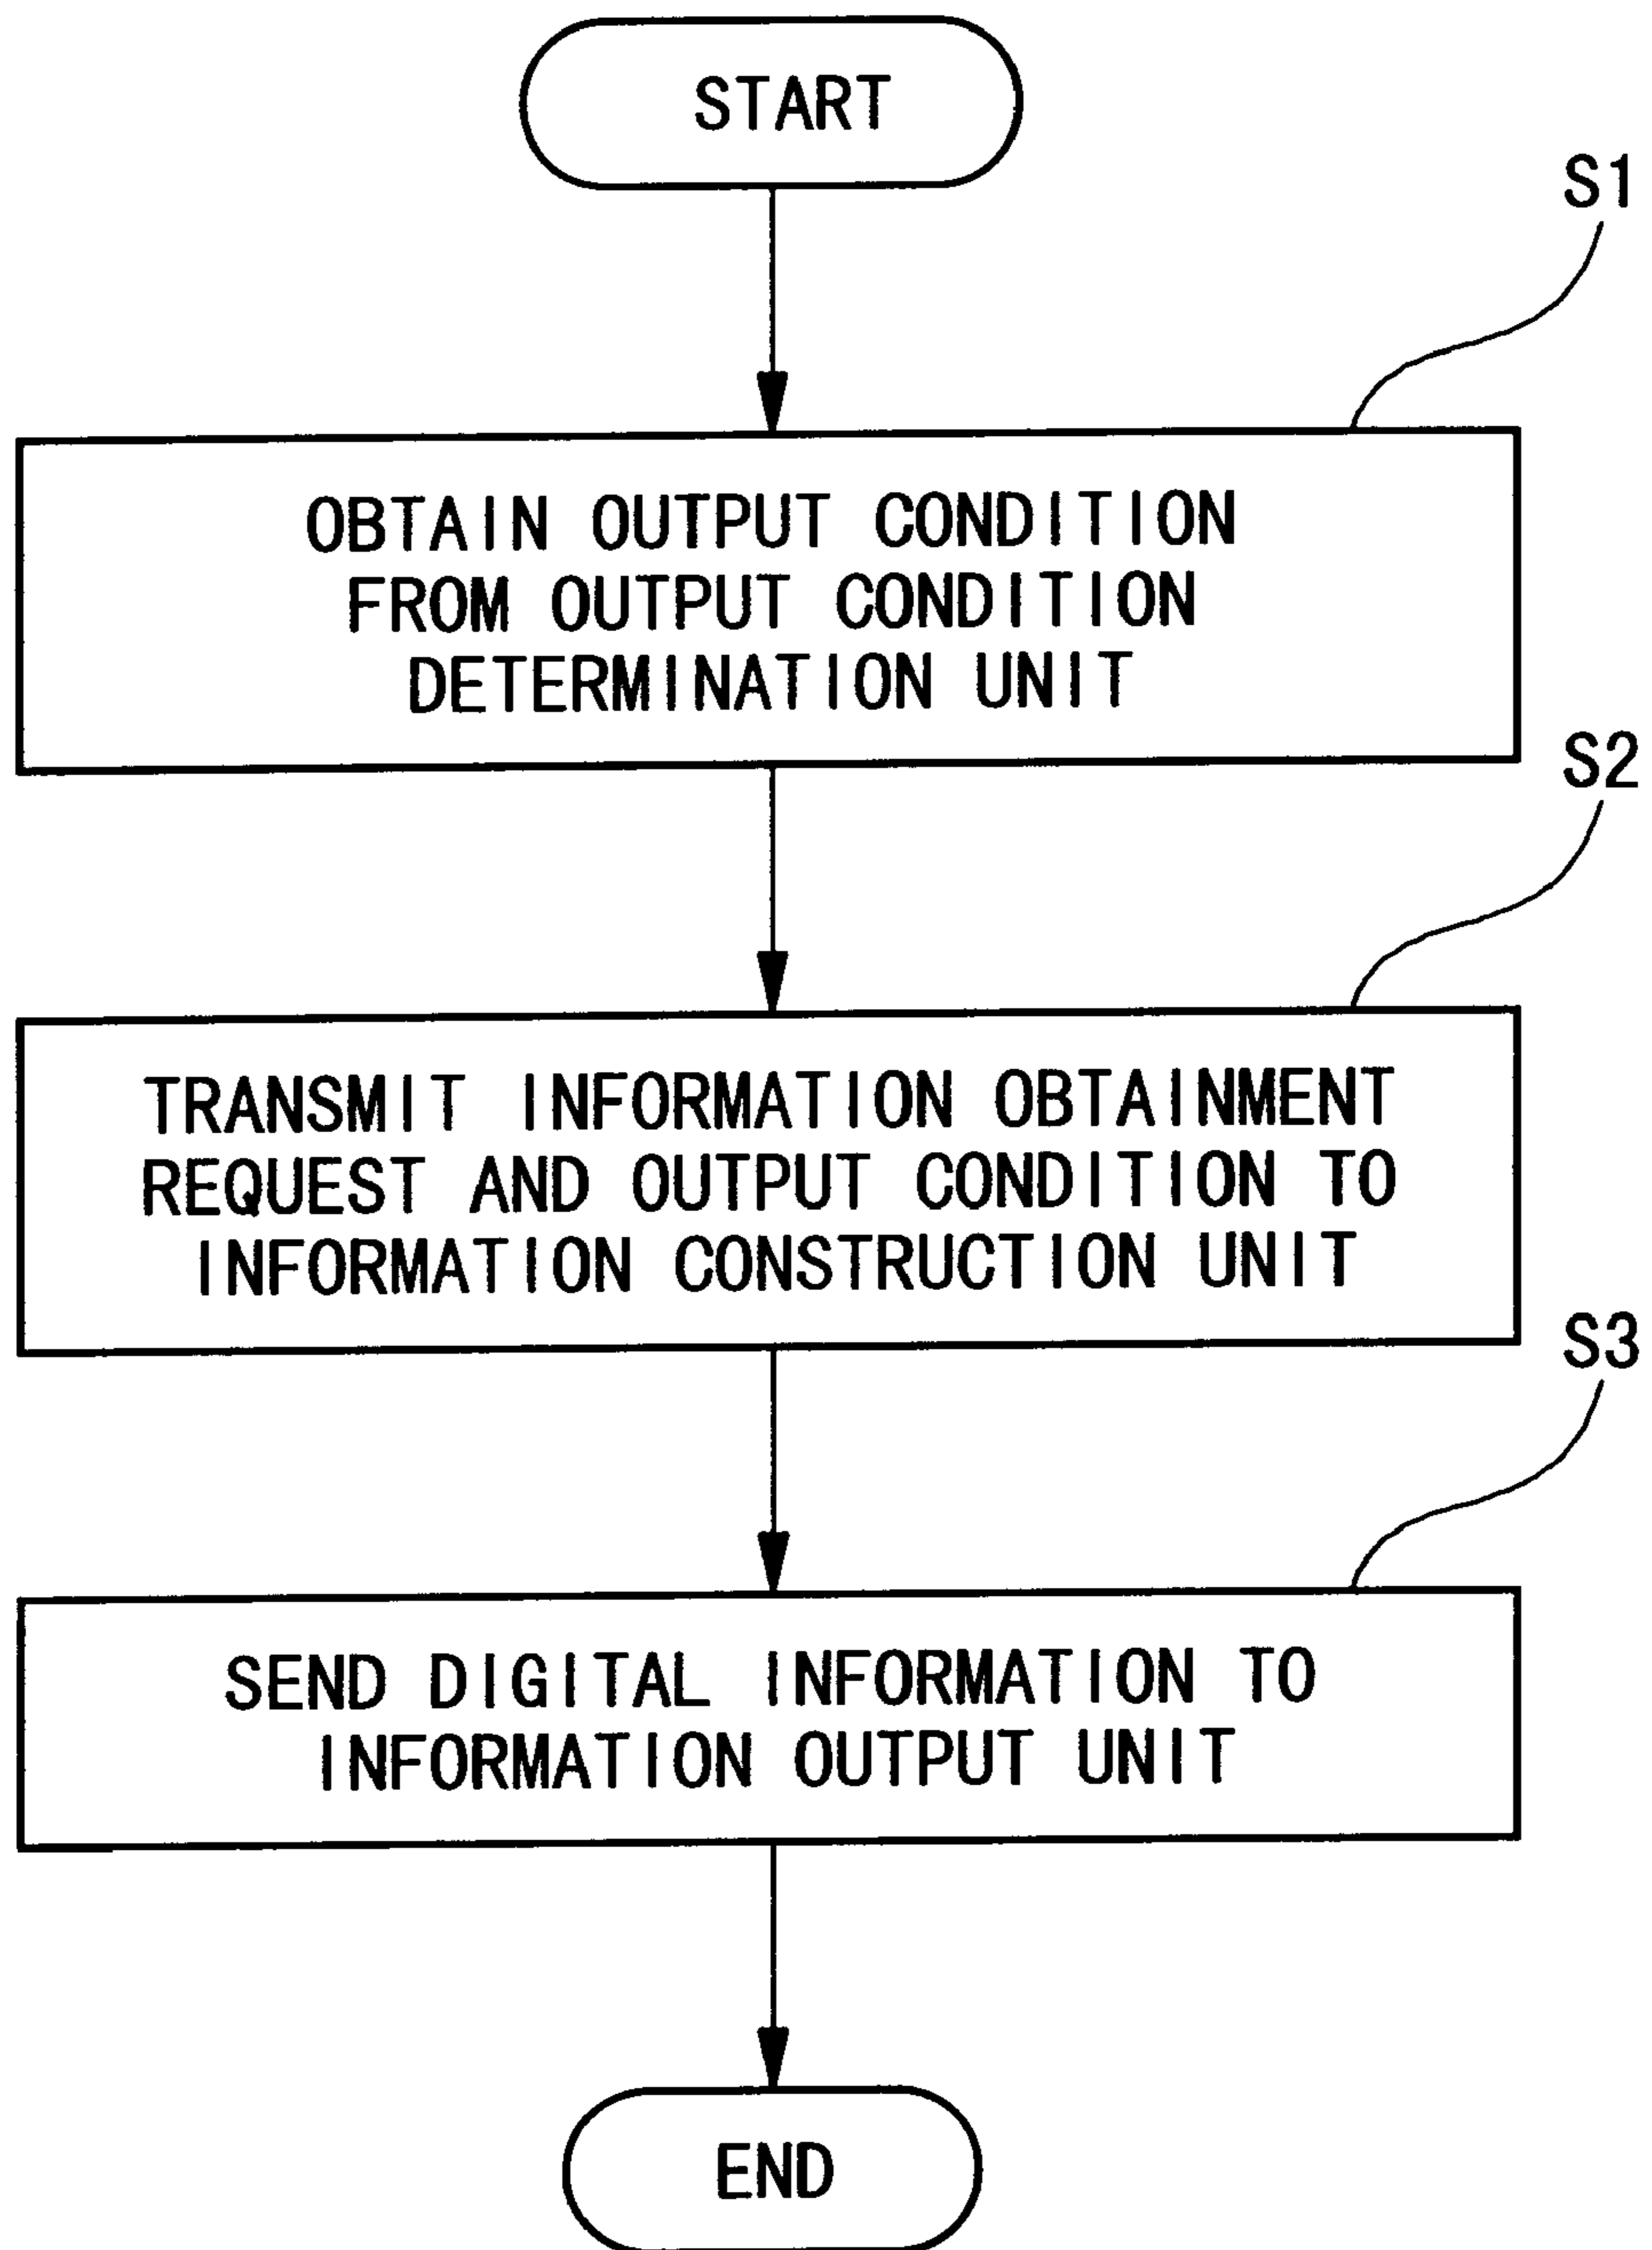 START
S1
OBTAIN OUTPUT CONDITION
FROM OUTPUT CONDITION
DETERMINATION UNIT
S2
TRANSMIT INFORMATION OBTAINMENT
REQUEST AND OUTPUT CONDITION TO
INFORMATION CONSTRUCTION UNIT
S3
SEND DIGITAL INFORMATION TO
INFORMATION OUTPUT UNIT
END